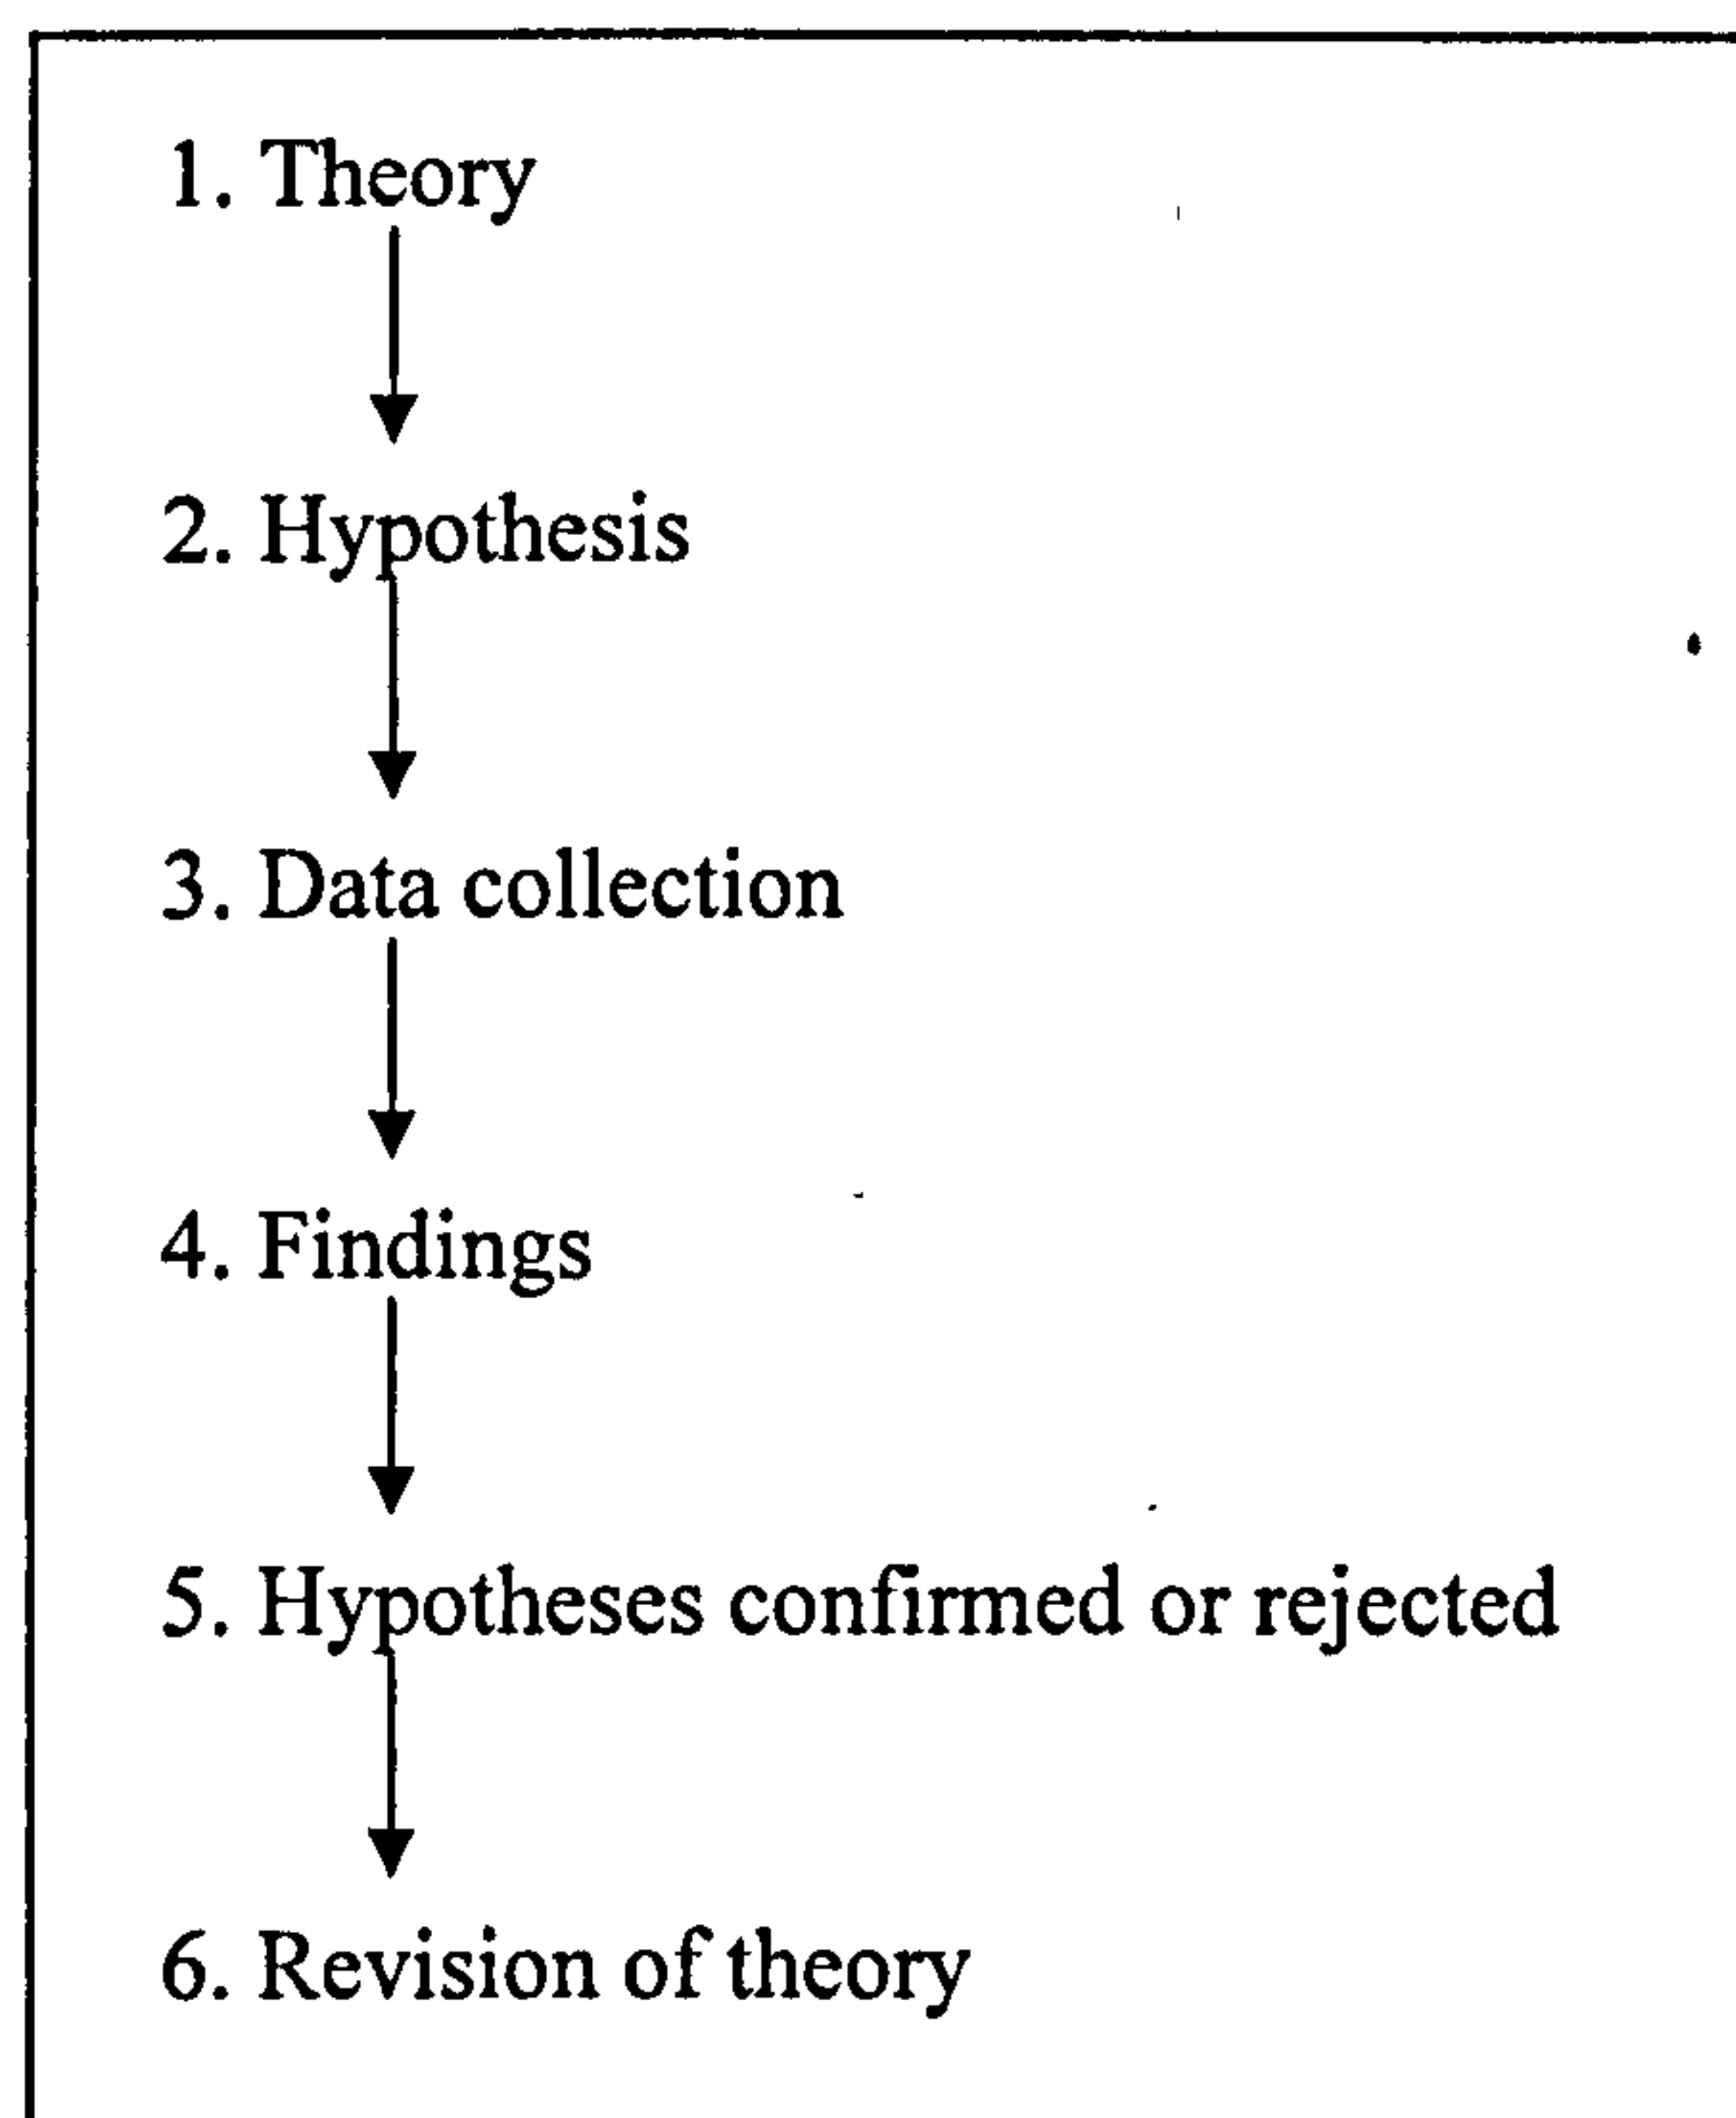 1. Theory
2. Hypothesis
3. Data collection
4. Findings
5. Hypotheses confirmed or rejected
6. Revision of theory